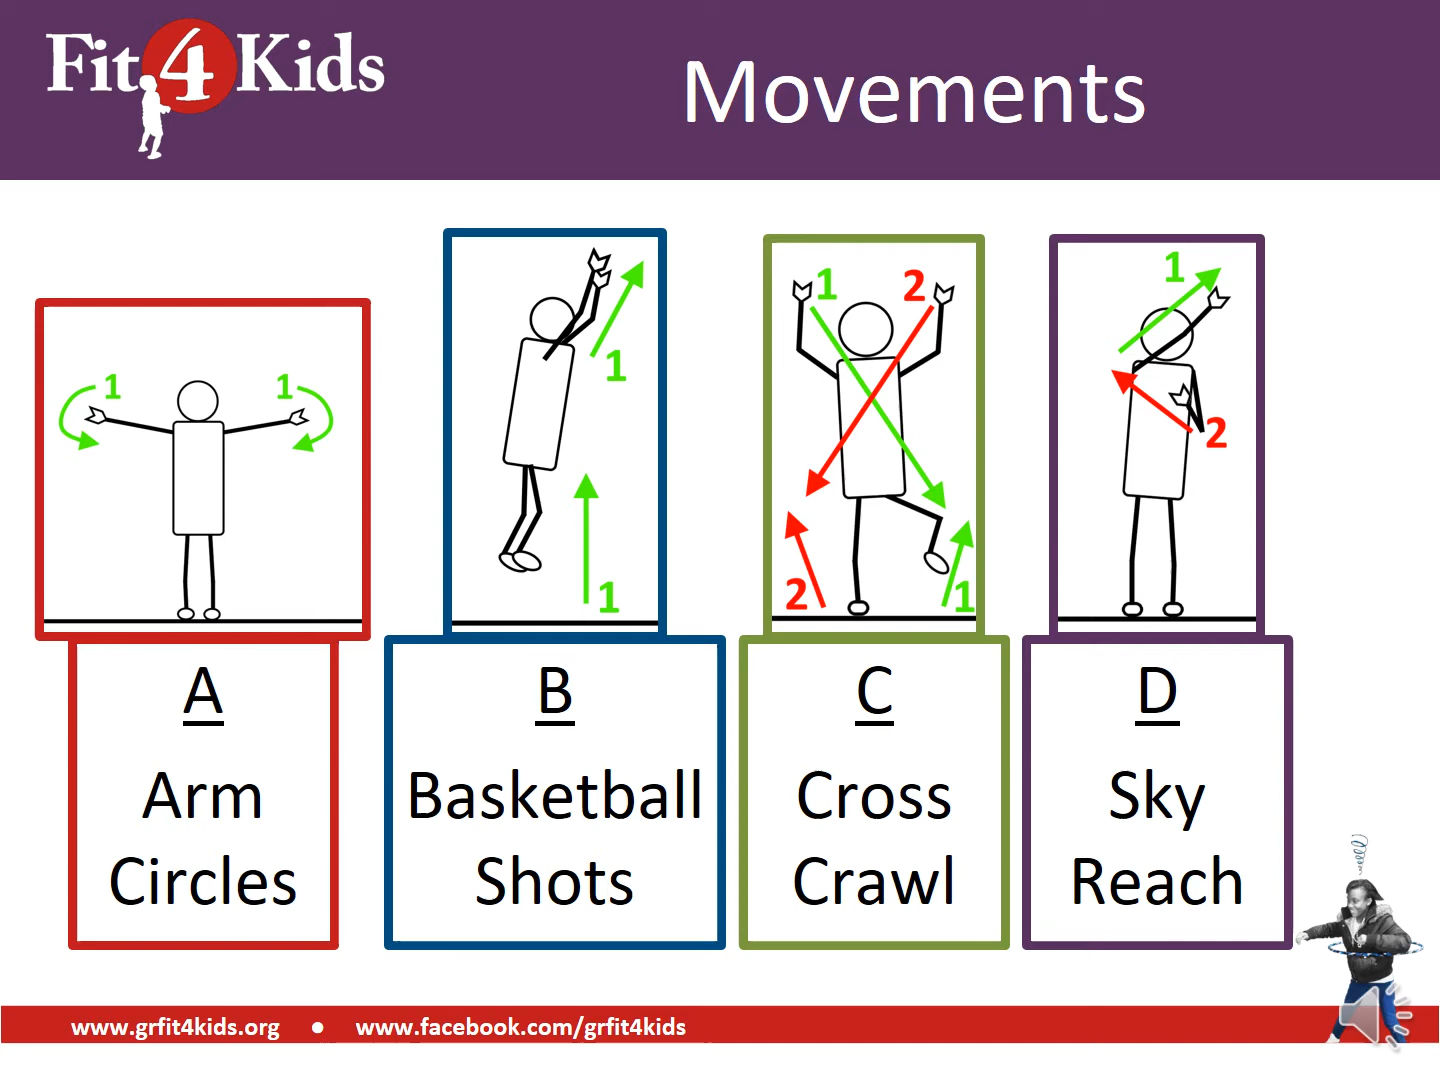 Fit4Kids
Movements
1
1
1
1
1
2
2
1
1
2
A
Arm
Circles
B
Basketball
Shots
C
Cross
Crawl
D
Sky
Reach
www.grfit4kids.org • www.facebook.com/grfit4kids